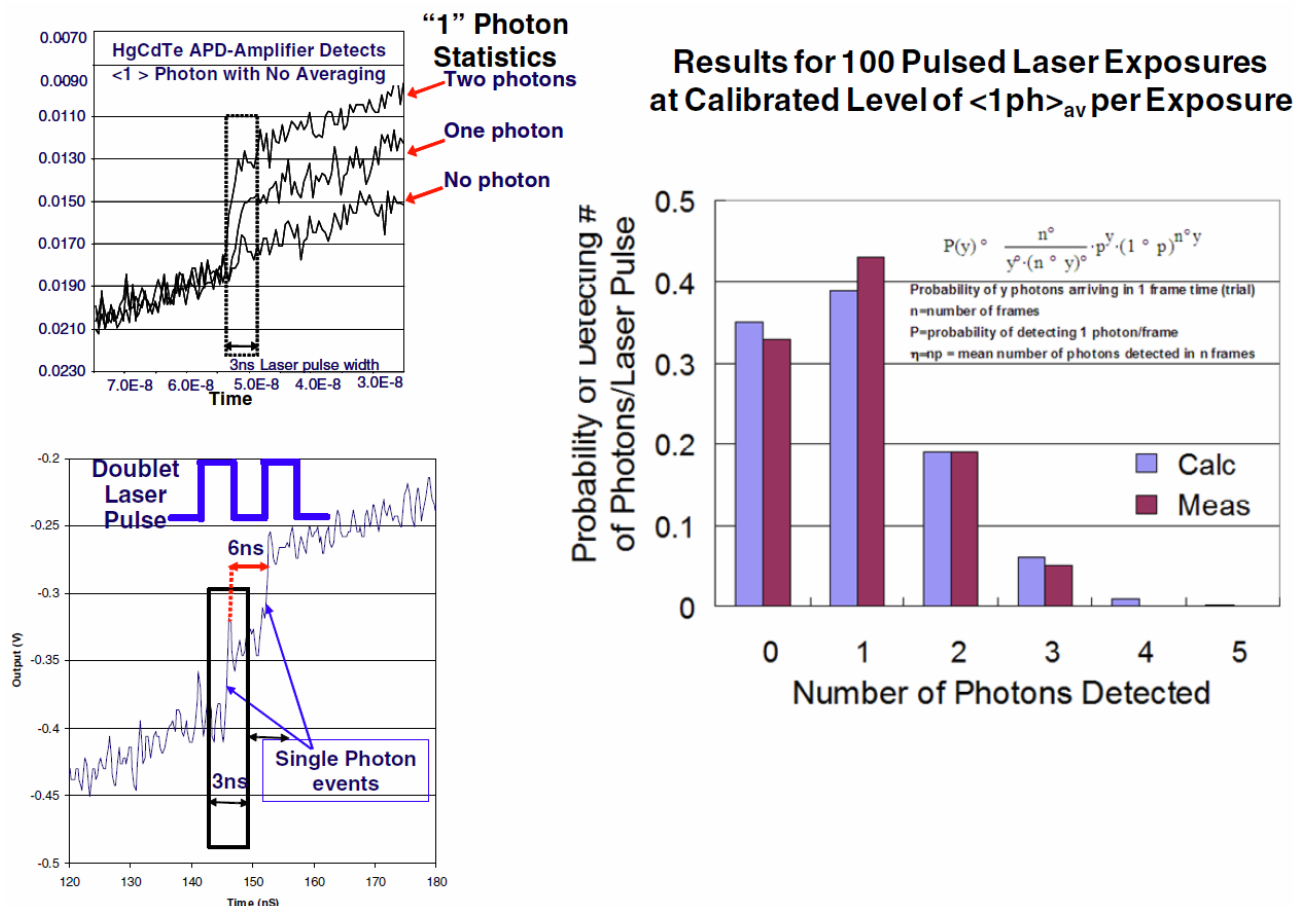 "1" Photon
Statistics
HgCdTe APD-Amplifier Detects
<1 > Photon with No Averaging
0.0070
0.0090
0.0110
0.0130
0.0150
0.0170
0.0190
0.0210
0.0230
Two photons
One photon
No photon
3ns Laser pulse width
7.0E-8 6.0E-8 5.0E-8 4.0E-8 3.0E-8
Time
Doublet
Laser
Pulse
6ns
3ns
Single Photon
events
-0.2
-0.25
-0.3
-0.35
-0.4
-0.45
-0.5
Output (V)
120 130 140 150 160 170 180
Time (nS)
Results for 100 Pulsed Laser Exposures
at Calibrated Level of <1ph>av per Exposure
Probability of Detecting #
of Photons/Laser Pulse
0.5
0.4
0.3
0.2
0.1
0
P(y) ° n° / y°·(n ° y)° ·p^y·(1 ° p)^n°y
Probability of y photons arriving in 1 frame time (trial)
n=number of frames
P=probability of detecting 1 photon/frame
η=np = mean number of photons detected in n frames
Calc
Meas
0 1 2 3 4 5
Number of Photons Detected